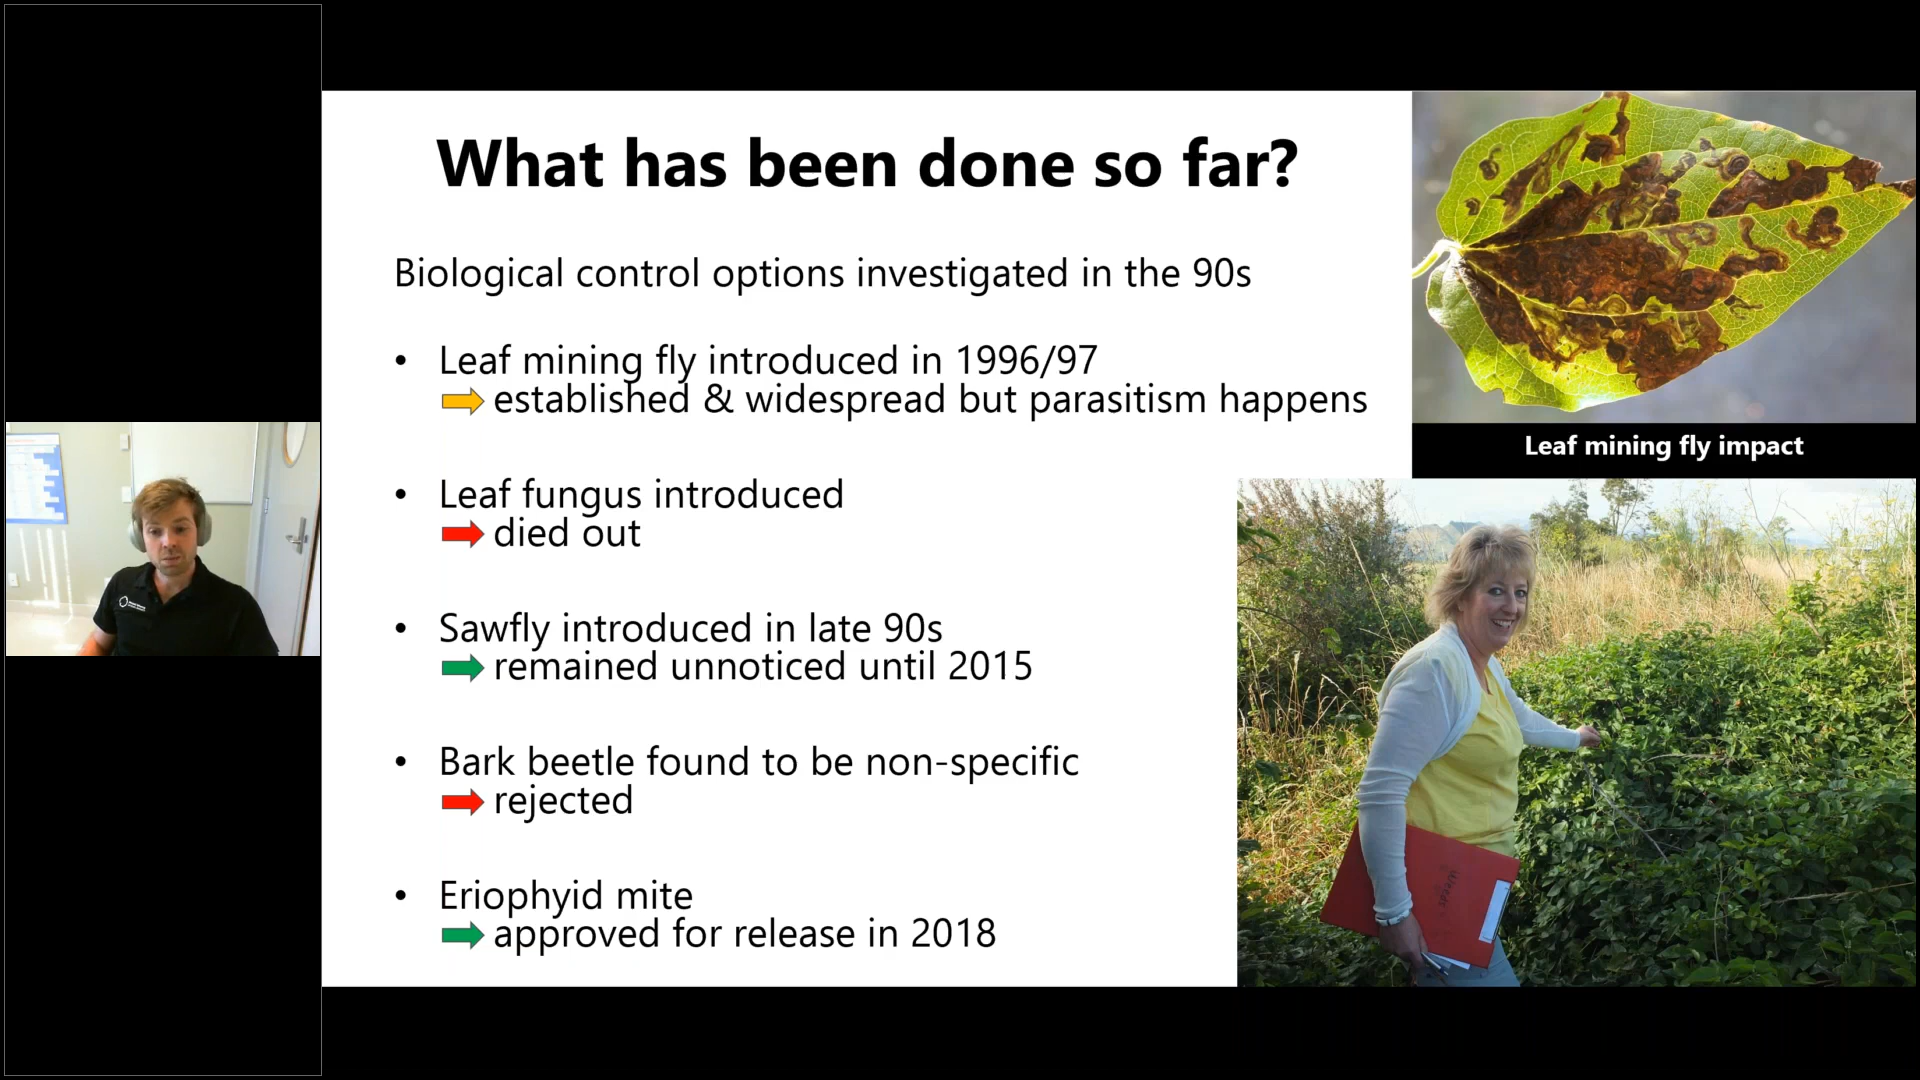 What has been done so far?
Biological control options investigated in the 90s
• Leaf mining fly introduced in 1996/97
established & widespread but parasitism happens
• Leaf fungus introduced
died out
• Sawfly introduced in late 90s
remained unnoticed until 2015
• Bark beetle found to be non-specific
rejected
• Eriophyid mite
approved for release in 2018
Leaf mining fly impact
Weeds